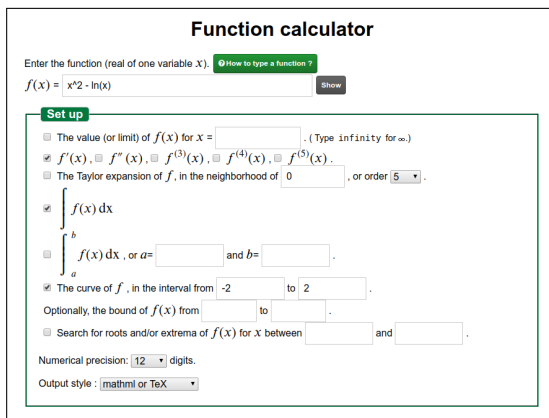 Function calculator
Enter the function (real of one variable x). How to type a function ?
f(x) = x^2 - ln(x) Show
Set up
The value (or limit) of f(x) for x = . ( Type infinity for ∞.)
f′(x) , f″ (x) , f⁽³⁾(x) , f⁽⁴⁾(x) , f⁽⁵⁾(x) .
The Taylor expansion of f , in the neighborhood of 0 , or order 5 .
∫ f(x) dx
∫ₐᵇ f(x) dx , or a= and b= .
The curve of f , in the interval from -2 to 2 .
Optionally, the bound of f(x) from to .
Search for roots and/or extrema of f(x) for x between and .
Numerical precision: 12 digits.
Output style : mathml or TeX